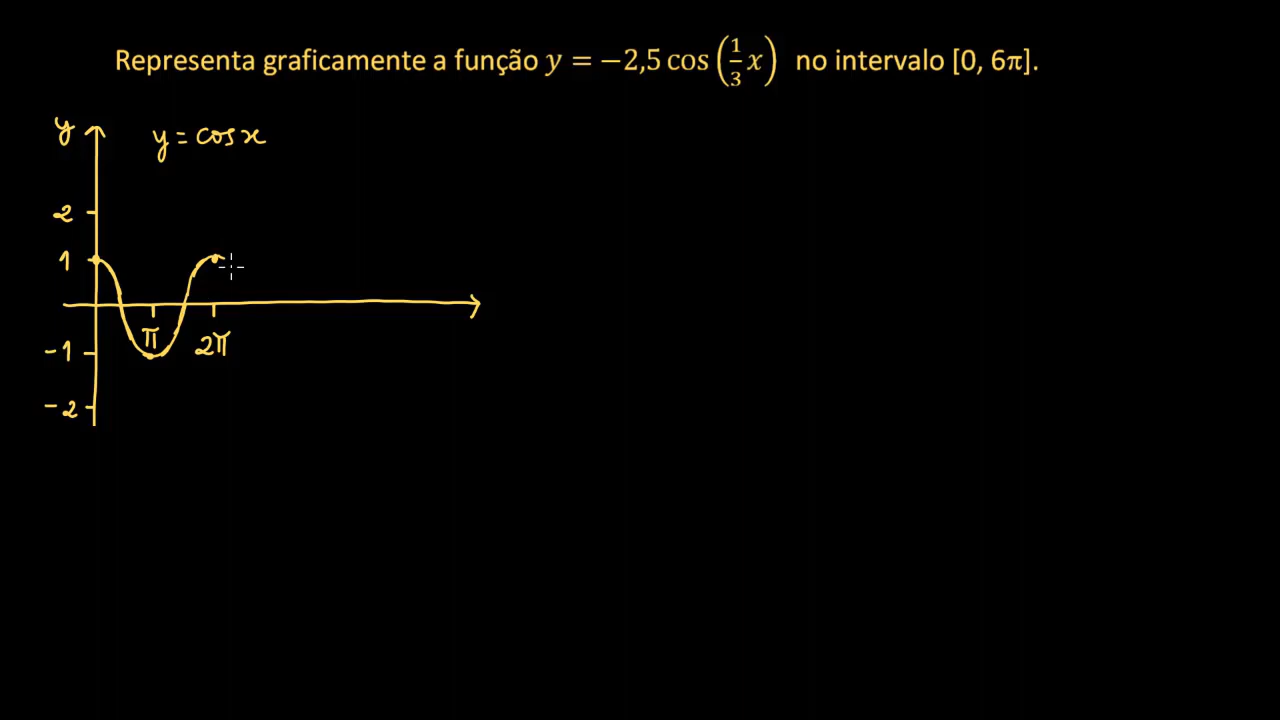 Representa graficamente a função y = −2,5 cos (1/3 x) no intervalo [0, 6π].
y
y = cos x
2
1
π
2π
-1
-2